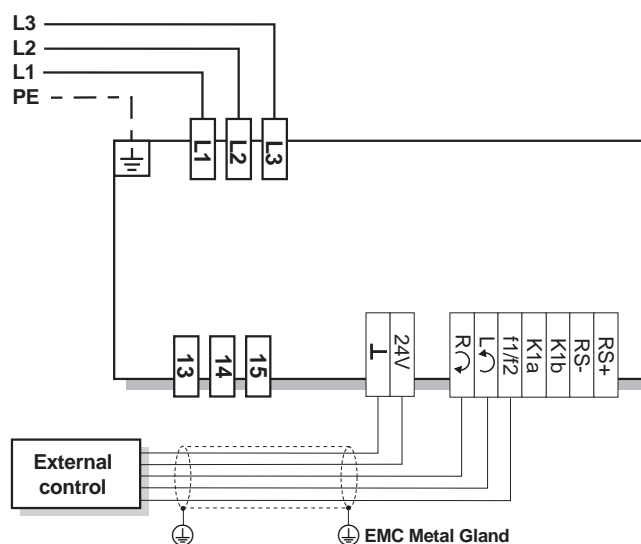 L3
L2
L1
PE
L1
L2
L3
13
14
15
⊥
24V
R
L
f1/f2
K1a
K1b
RS-
RS+
External
control
EMC Metal Gland